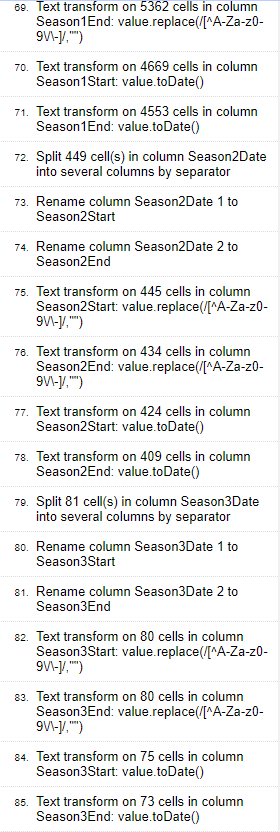 69. Text transform on 5362 cells in column
Season1End: value.replace(/[^A-Za-z0-
9\/\-]/,"")
70. Text transform on 4669 cells in column
Season1Start: value.toDate()
71. Text transform on 4553 cells in column
Season1End: value.toDate()
72. Split 449 cell(s) in column Season2Date
into several columns by separator
73. Rename column Season2Date 1 to
Season2Start
74. Rename column Season2Date 2 to
Season2End
75. Text transform on 445 cells in column
Season2Start: value.replace(/[^A-Za-z0-
9\/\-]/,"")
76. Text transform on 434 cells in column
Season2End: value.replace(/[^A-Za-z0-
9\/\-]/,"")
77. Text transform on 424 cells in column
Season2Start: value.toDate()
78. Text transform on 409 cells in column
Season2End: value.toDate()
79. Split 81 cell(s) in column Season3Date
into several columns by separator
80. Rename column Season3Date 1 to
Season3Start
81. Rename column Season3Date 2 to
Season3End
82. Text transform on 80 cells in column
Season3Start: value.replace(/[^A-Za-z0-
9\/\-]/,"")
83. Text transform on 80 cells in column
Season3End: value.replace(/[^A-Za-z0-
9\/\-]/,"")
84. Text transform on 75 cells in column
Season3Start: value.toDate()
85. Text transform on 73 cells in column
Season3End: value.toDate()